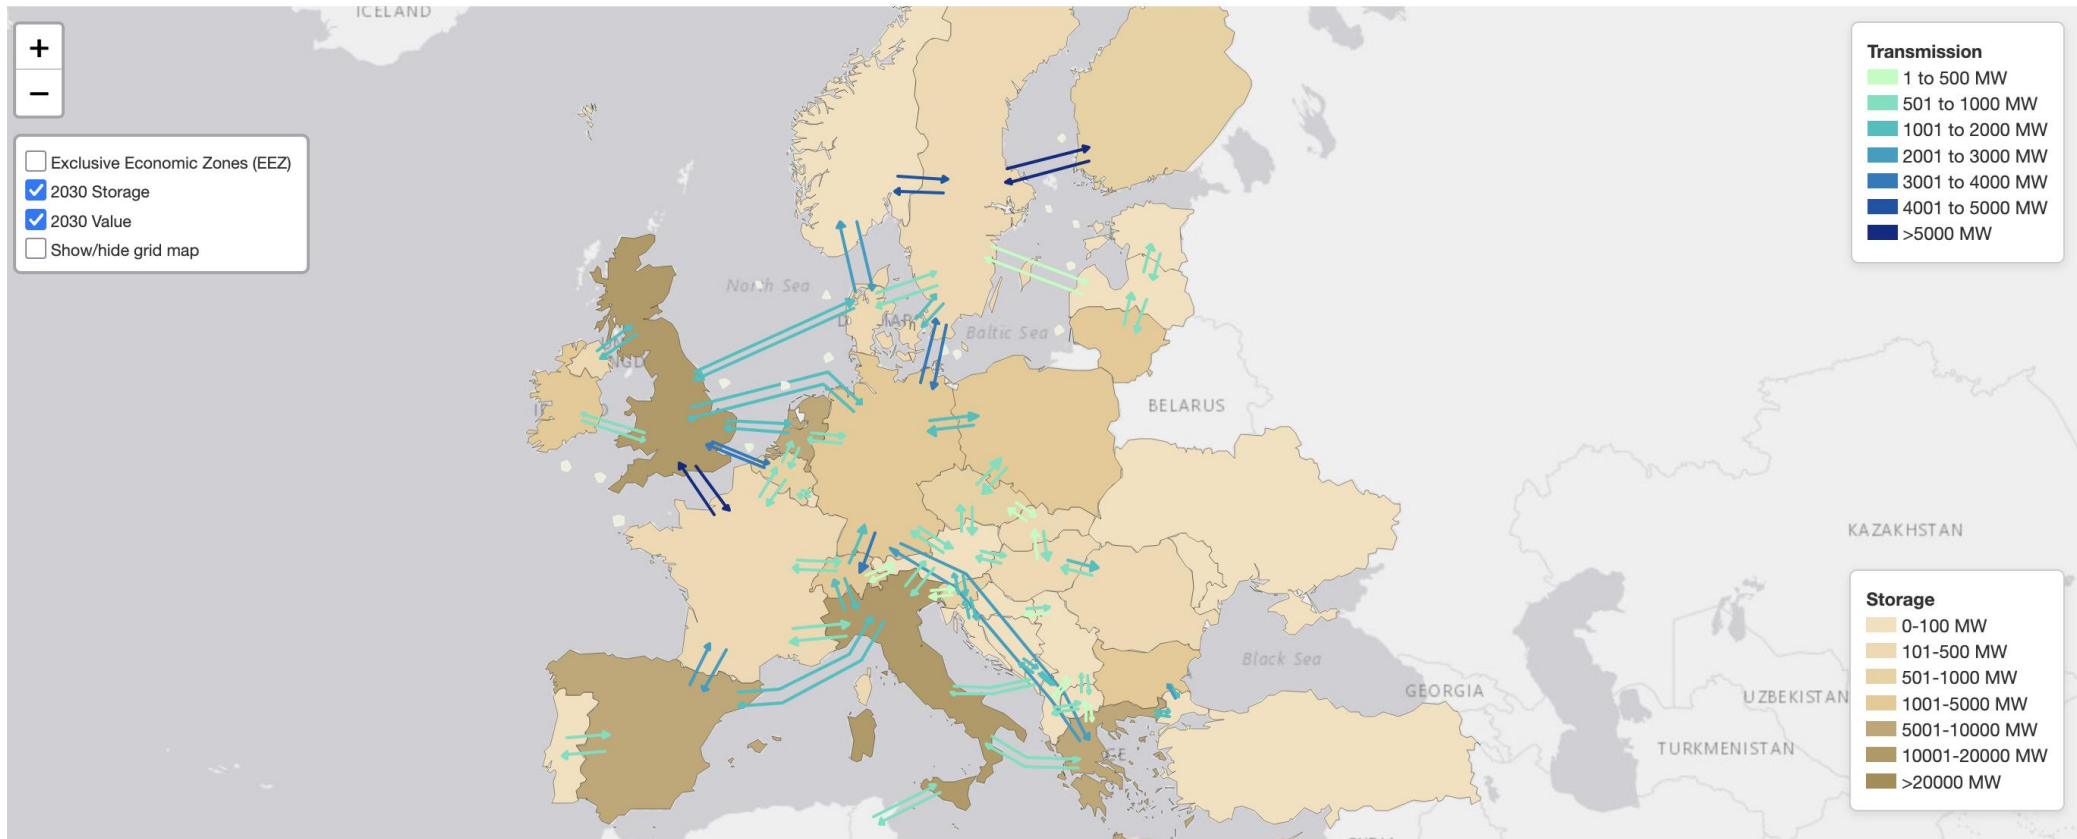 ICELAND
+
−
Exclusive Economic Zones (EEZ)
2030 Storage
2030 Value
Show/hide grid map
Transmission
1 to 500 MW
501 to 1000 MW
1001 to 2000 MW
2001 to 3000 MW
3001 to 4000 MW
4001 to 5000 MW
>5000 MW
North Sea
Baltic Sea
BELARUS
KAZAKHSTAN
Black Sea
GEORGIA
UZBEKISTAN
TURKMENISTAN
Storage
0-100 MW
101-500 MW
501-1000 MW
1001-5000 MW
5001-10000 MW
10001-20000 MW
>20000 MW